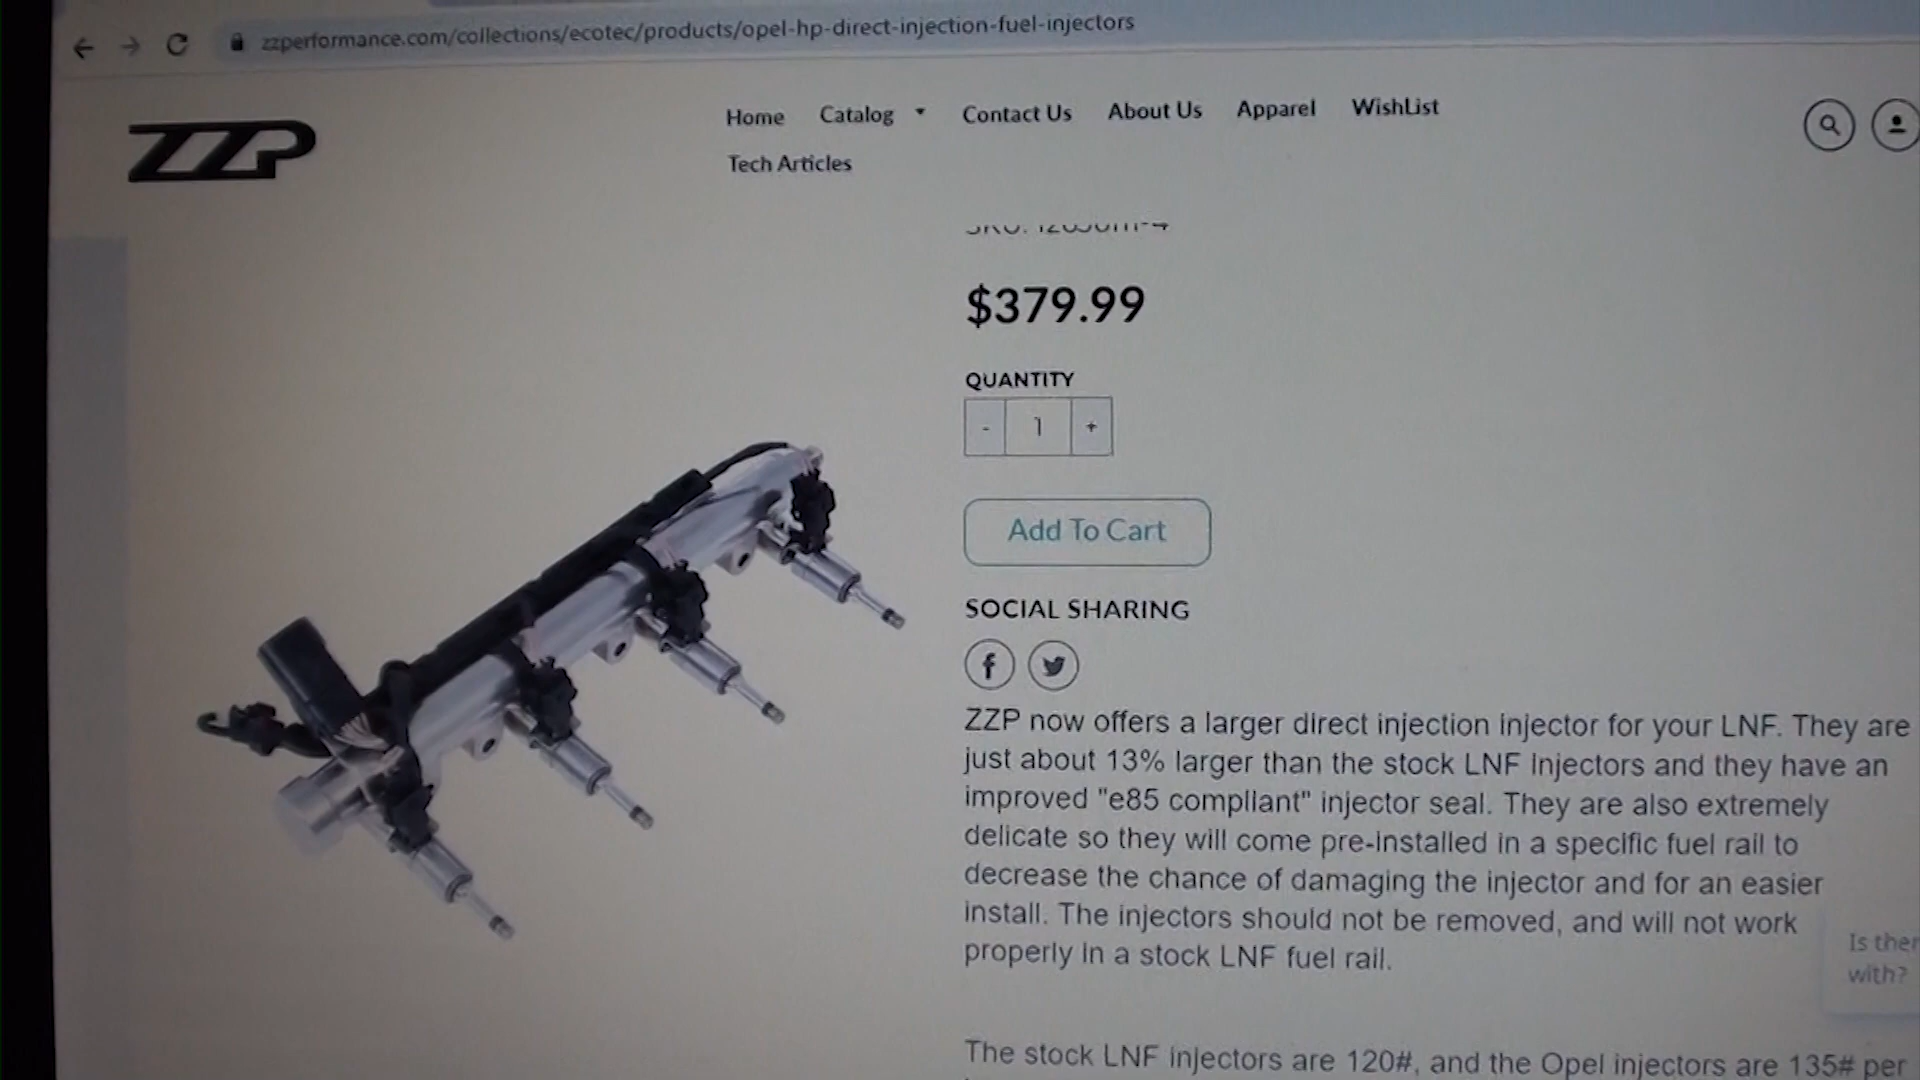 zzperformance.com/collections/ecotec/products/opel-hp-direct-injection-fuel-injectors
ZZP
Home Catalog Contact Us About Us Apparel WishList
Tech Articles
$379.99
QUANTITY
- 1 +
Add To Cart
SOCIAL SHARING
f
ZZP now offers a larger direct injection injector for your LNF. They are
just about 13% larger than the stock LNF injectors and they have an
improved "e85 compliant" injector seal. They are also extremely
delicate so they will come pre-installed in a specific fuel rail to
decrease the chance of damaging the injector and for an easier
install. The injectors should not be removed, and will not work
properly in a stock LNF fuel rail.
Is ther
with?
The stock LNF injectors are 120#, and the Opel injectors are 135# per